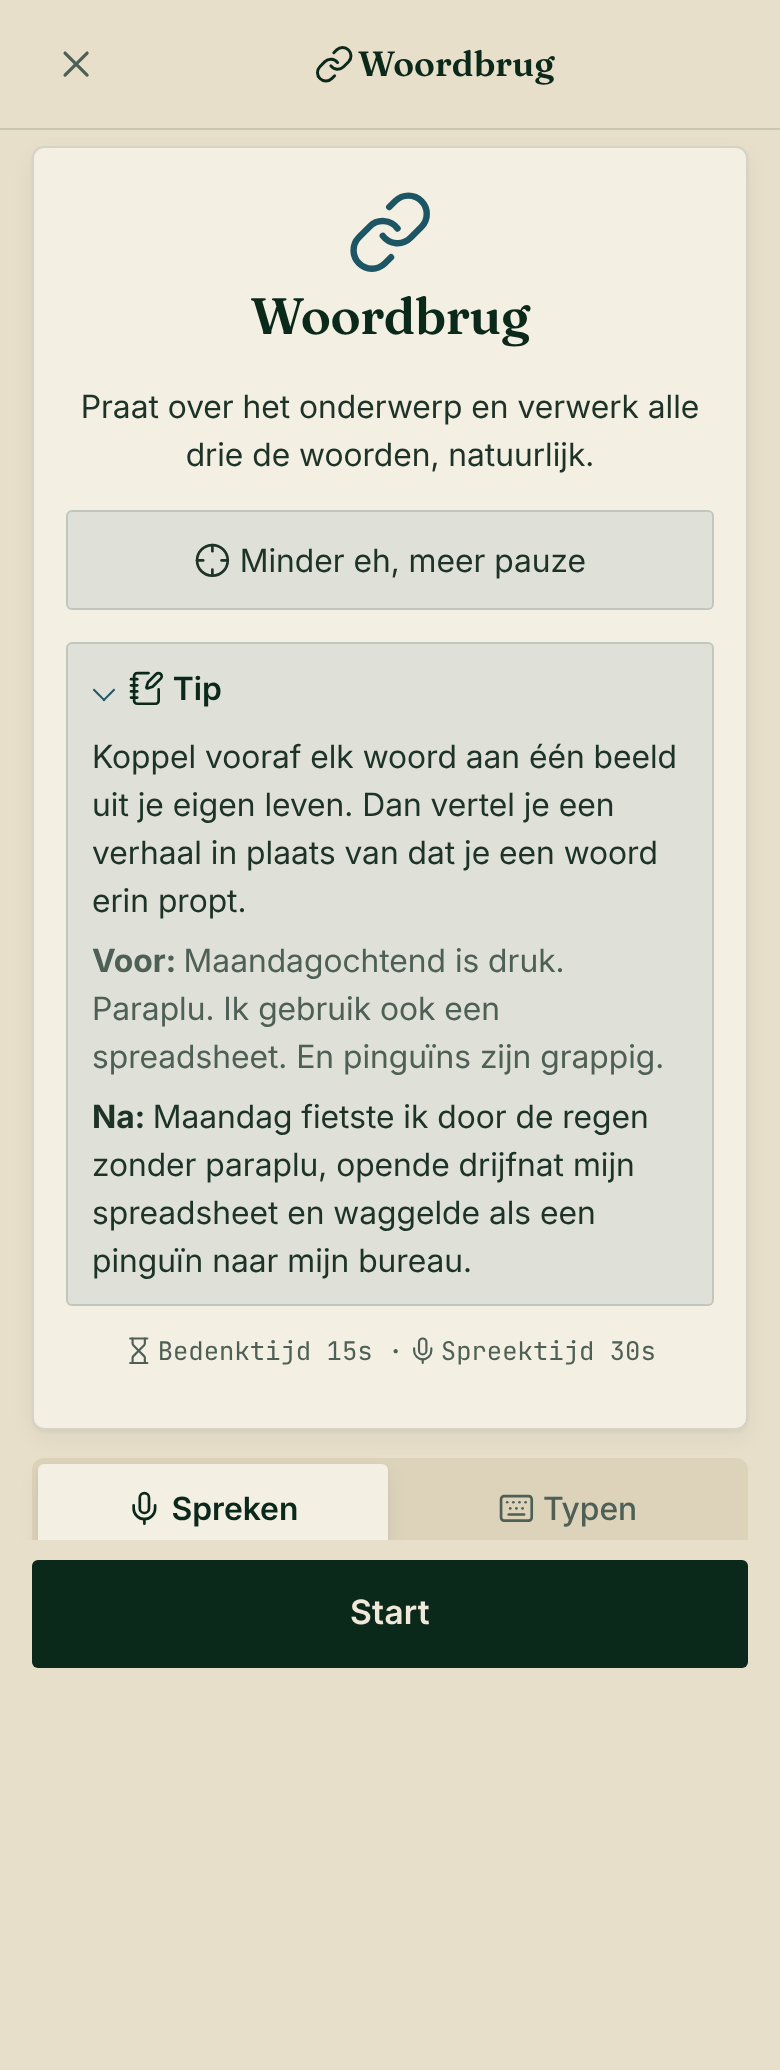 Woordbrug
Woordbrug
Praat over het onderwerp en verwerk alle
drie de woorden, natuurlijk.
Minder eh, meer pauze
Tip
Koppel vooraf elk woord aan één beeld
uit je eigen leven. Dan vertel je een
verhaal in plaats van dat je een woord
erin propt.
Voor: Maandagochtend is druk.
Paraplu. Ik gebruik ook een
spreadsheet. En pinguïns zijn grappig.
Na: Maandag fietste ik door de regen
zonder paraplu, opende drijfnat mijn
spreadsheet en waggelde als een
pinguïn naar mijn bureau.
Bedenktijd 15s · Spreektijd 30s
Spreken Typen
Start